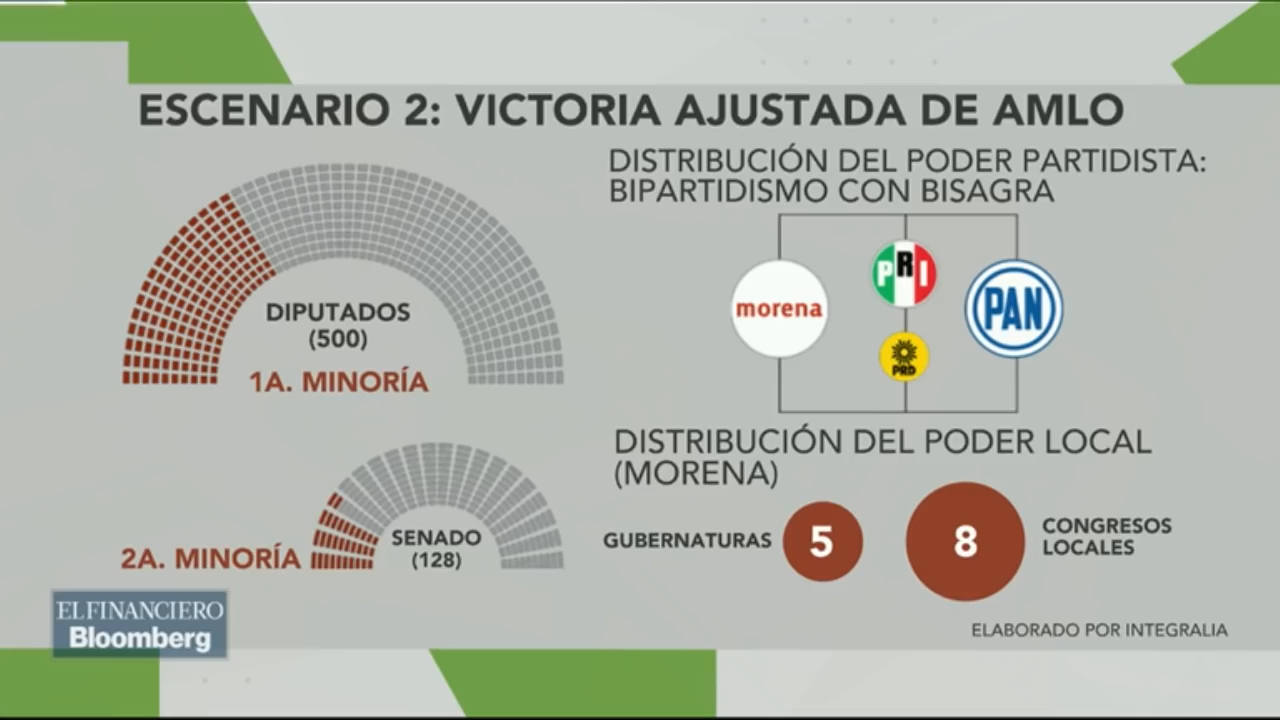 ESCENARIO 2: VICTORIA AJUSTADA DE AMLO
DIPUTADOS
(500)
1A. MINORÍA
2A. MINORÍA
SENADO
(128)
DISTRIBUCIÓN DEL PODER PARTIDISTA:
BIPARTIDISMO CON BISAGRA
morena
PRI
PRD
PAN
DISTRIBUCIÓN DEL PODER LOCAL
(MORENA)
GUBERNATURAS
5
8
CONGRESOS
LOCALES
EL FINANCIERO
Bloomberg
ELABORADO POR INTEGRALIA